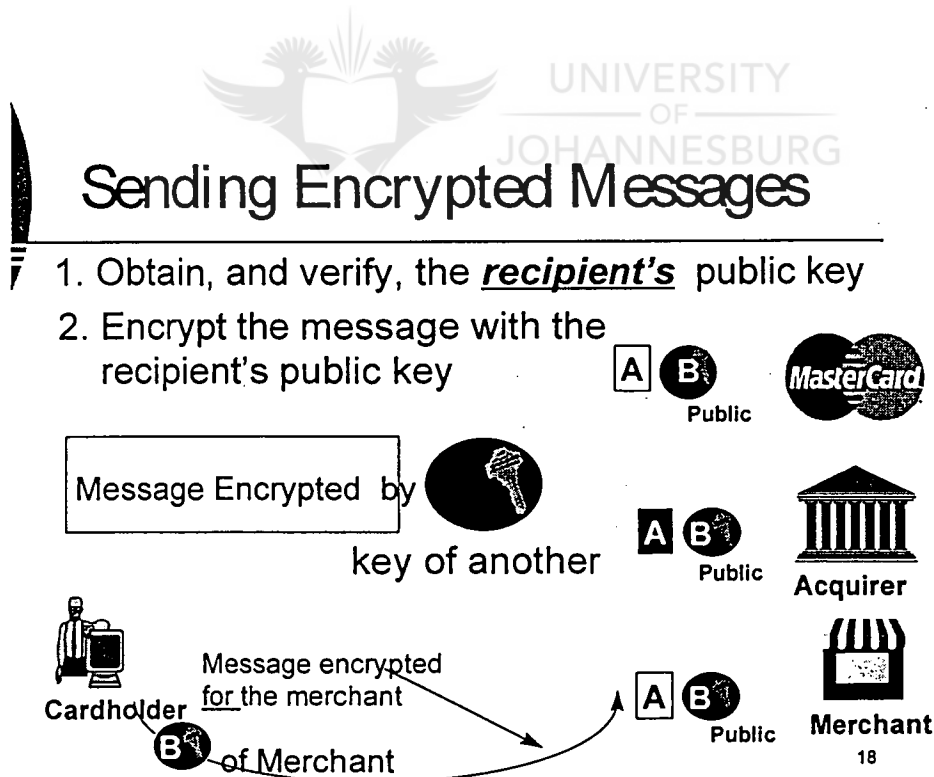 UNIVERSITY
OF
JOHANNESBURG
Sending Encrypted Messages
1. Obtain, and verify, the recipient's public key
2. Encrypt the message with the
recipient's public key
A B
Public
MasterCard
Message Encrypted by
key of another
A B
Public
Acquirer
Cardholder
Message encrypted
for the merchant
A B
Public
Merchant
B of Merchant
18